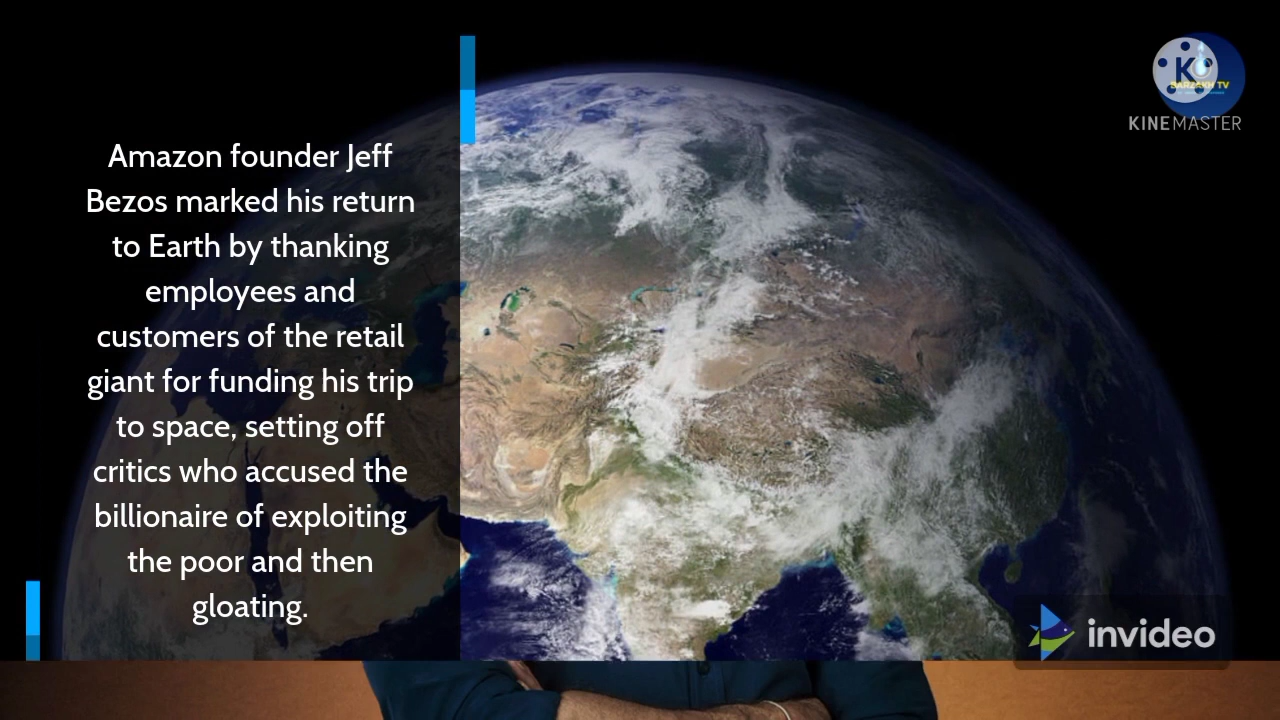 Amazon founder Jeff
Bezos marked his return
to Earth by thanking
employees and
customers of the retail
giant for funding his trip
to space, setting off
critics who accused the
billionaire of exploiting
the poor and then
gloating.
K
BARZAKH TV
KINEMASTER
invideo